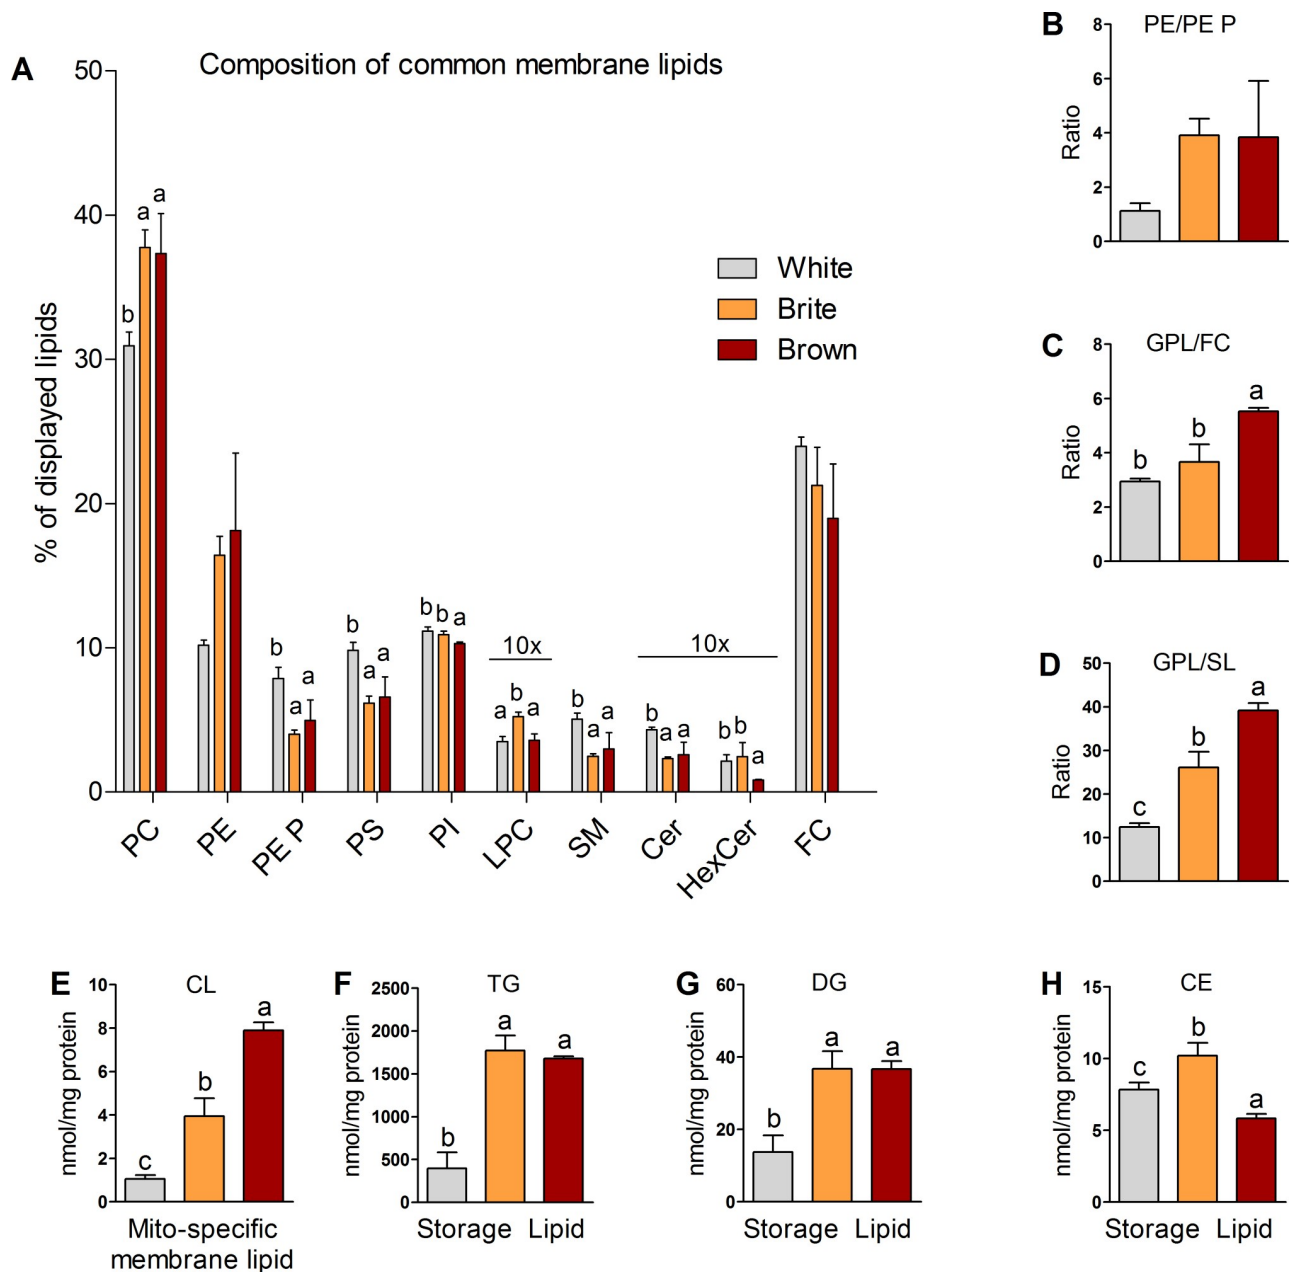 A
Composition of common membrane lipids
50
40
30
20
10
0
% of displayed lipids
b a a
b a a
b a a
b b a
10x
a b a
b a a
10x
b a a
b b a
White
Brite
Brown
PC PE PE P PS PI LPC SM Cer HexCer FC
B
PE/PE P
8
6
4
2
0
Ratio
C
GPL/FC
8
6
4
2
0
Ratio
b b a
D
GPL/SL
50
40
30
20
10
0
Ratio
c b a
E
CL
10
8
6
4
2
0
nmol/mg protein
c b a
Mito-specific
membrane lipid
F
TG
2500
2000
1500
1000
500
0
nmol/mg protein
b a a
Storage Lipid
G
DG
60
40
20
0
nmol/mg protein
b a a
Storage Lipid
H
CE
15
10
5
0
nmol/mg protein
c b a
Storage Lipid